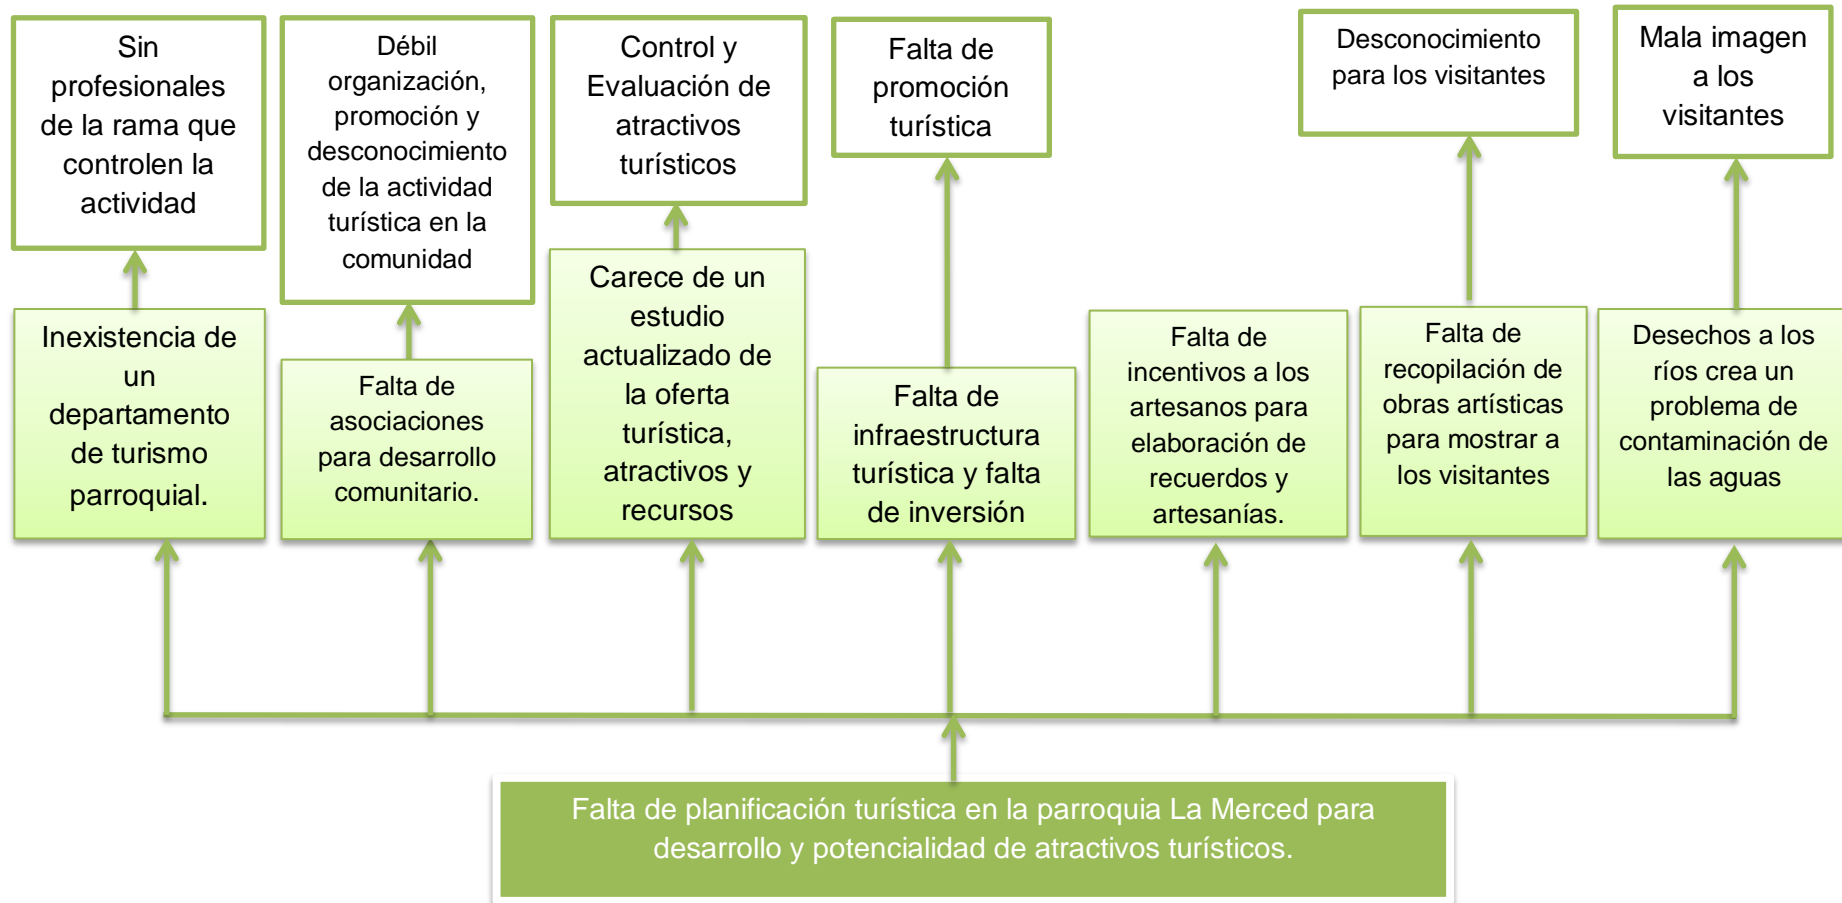 Sin
profesionales
de la rama que
controlen la
actividad
Débil
organización,
promoción y
desconocimiento
de la actividad
turística en la
comunidad
Control y
Evaluación de
atractivos
turísticos
Falta de
promoción
turística
Desconocimiento
para los visitantes
Mala imagen
a los
visitantes
Inexistencia de
un
departamento
de turismo
parroquial.
Falta de
asociaciones
para desarrollo
comunitario.
Carece de un
estudio
actualizado de
la oferta
turística,
atractivos y
recursos
Falta de
infraestructura
turística y falta
de inversión
Falta de
incentivos a los
artesanos para
elaboración de
recuerdos y
artesanías.
Falta de
recopilación de
obras artísticas
para mostrar a
los visitantes
Desechos a los
ríos crea un
problema de
contaminación de
las aguas
Falta de planificación turística en la parroquia La Merced para
desarrollo y potencialidad de atractivos turísticos.